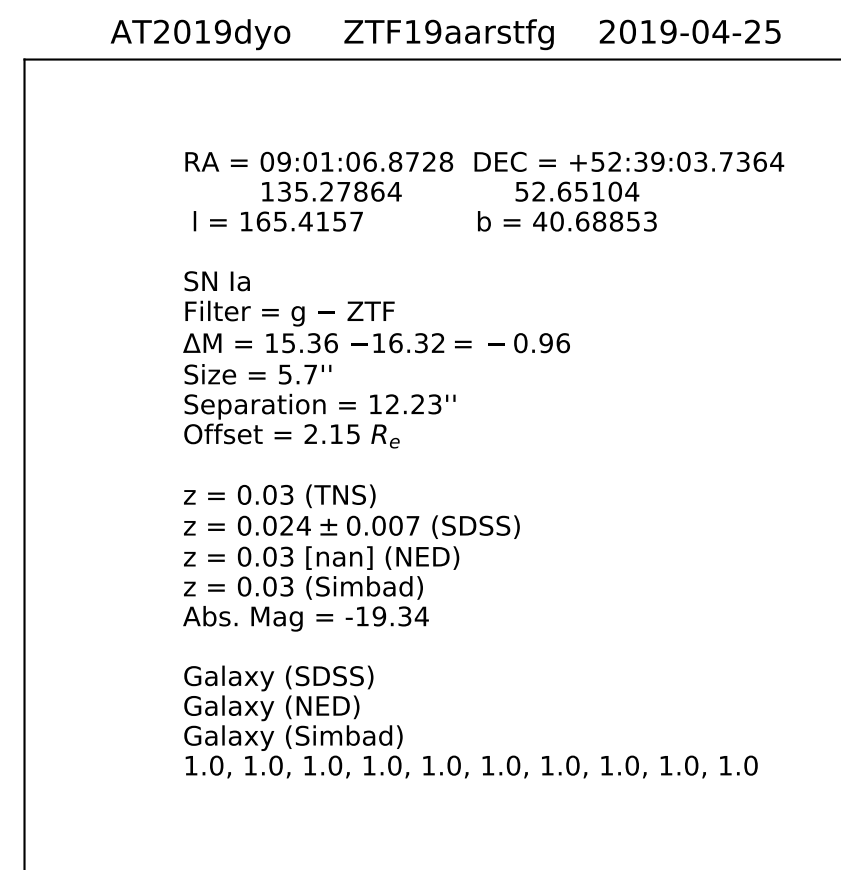 AT2019dyo ZTF19aarstfg 2019-04-25
RA = 09:01:06.8728 DEC = +52:39:03.7364
135.27864 52.65104
l = 165.4157 b = 40.68853
SN Ia
Filter = g − ZTF
ΔM = 15.36 −16.32 = − 0.96
Size = 5.7''
Separation = 12.23''
Offset = 2.15 Rₑ
z = 0.03 (TNS)
z = 0.024 ± 0.007 (SDSS)
z = 0.03 [nan] (NED)
z = 0.03 (Simbad)
Abs. Mag = -19.34
Galaxy (SDSS)
Galaxy (NED)
Galaxy (Simbad)
1.0, 1.0, 1.0, 1.0, 1.0, 1.0, 1.0, 1.0, 1.0, 1.0